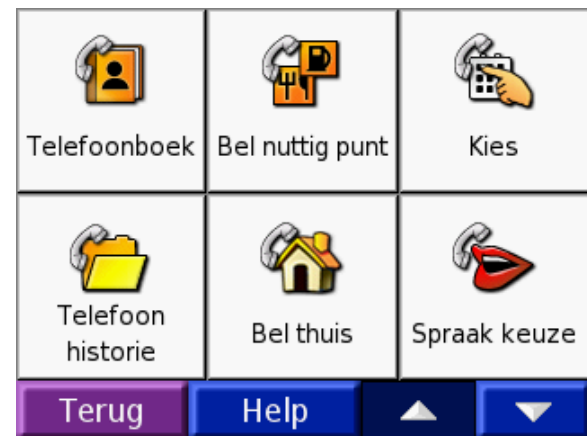 Telefoonboek
Bel nuttig punt
Kies
Telefoon
historie
Bel thuis
Spraak keuze
Terug
Help